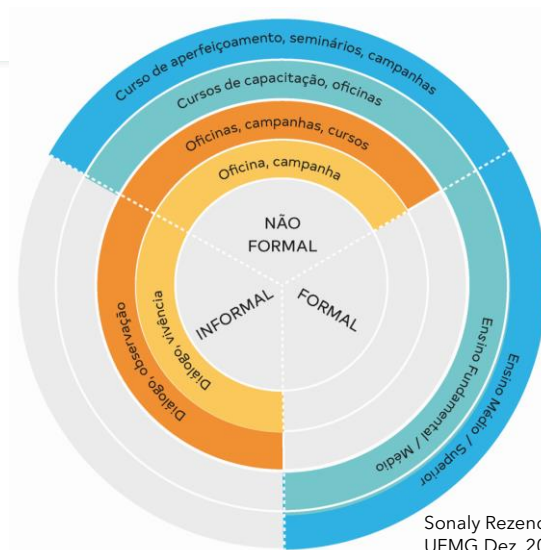 Curso de aperfeiçoamento, seminários, campanhas
Cursos de capacitação, oficinas
Oficinas, campanhas, cursos
Oficina, campanha
NÃO
FORMAL
INFORMAL
FORMAL
Diálogo, vivência
Diálogo, observação
Ensino Fundamental / Médio
Ensino Médio / Superior
Sonaly Rezend
UFMG Dez, 20